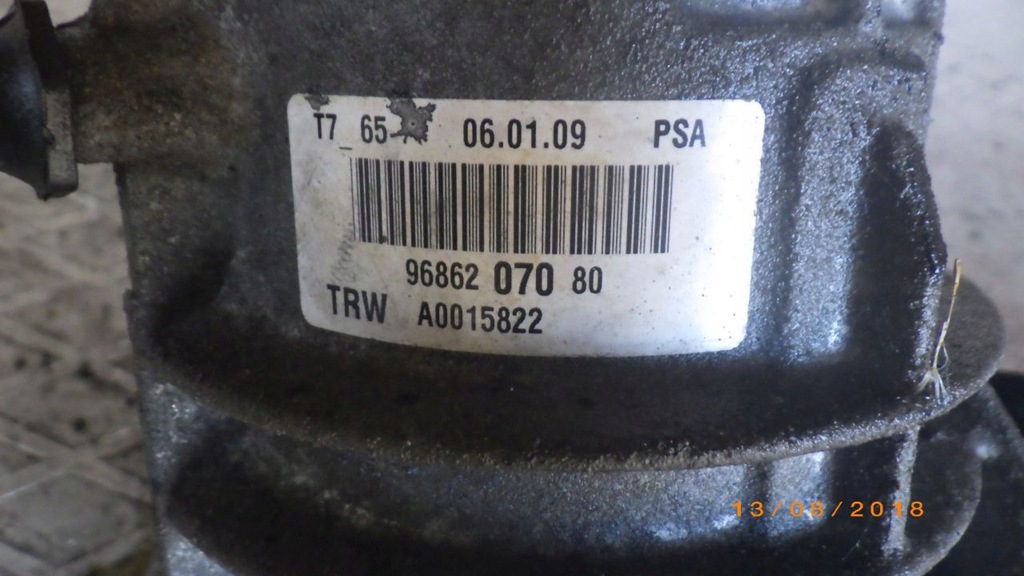 T7_65 06.01.09 PSA
96862 070 80
TRW A0015822
13/06/2018